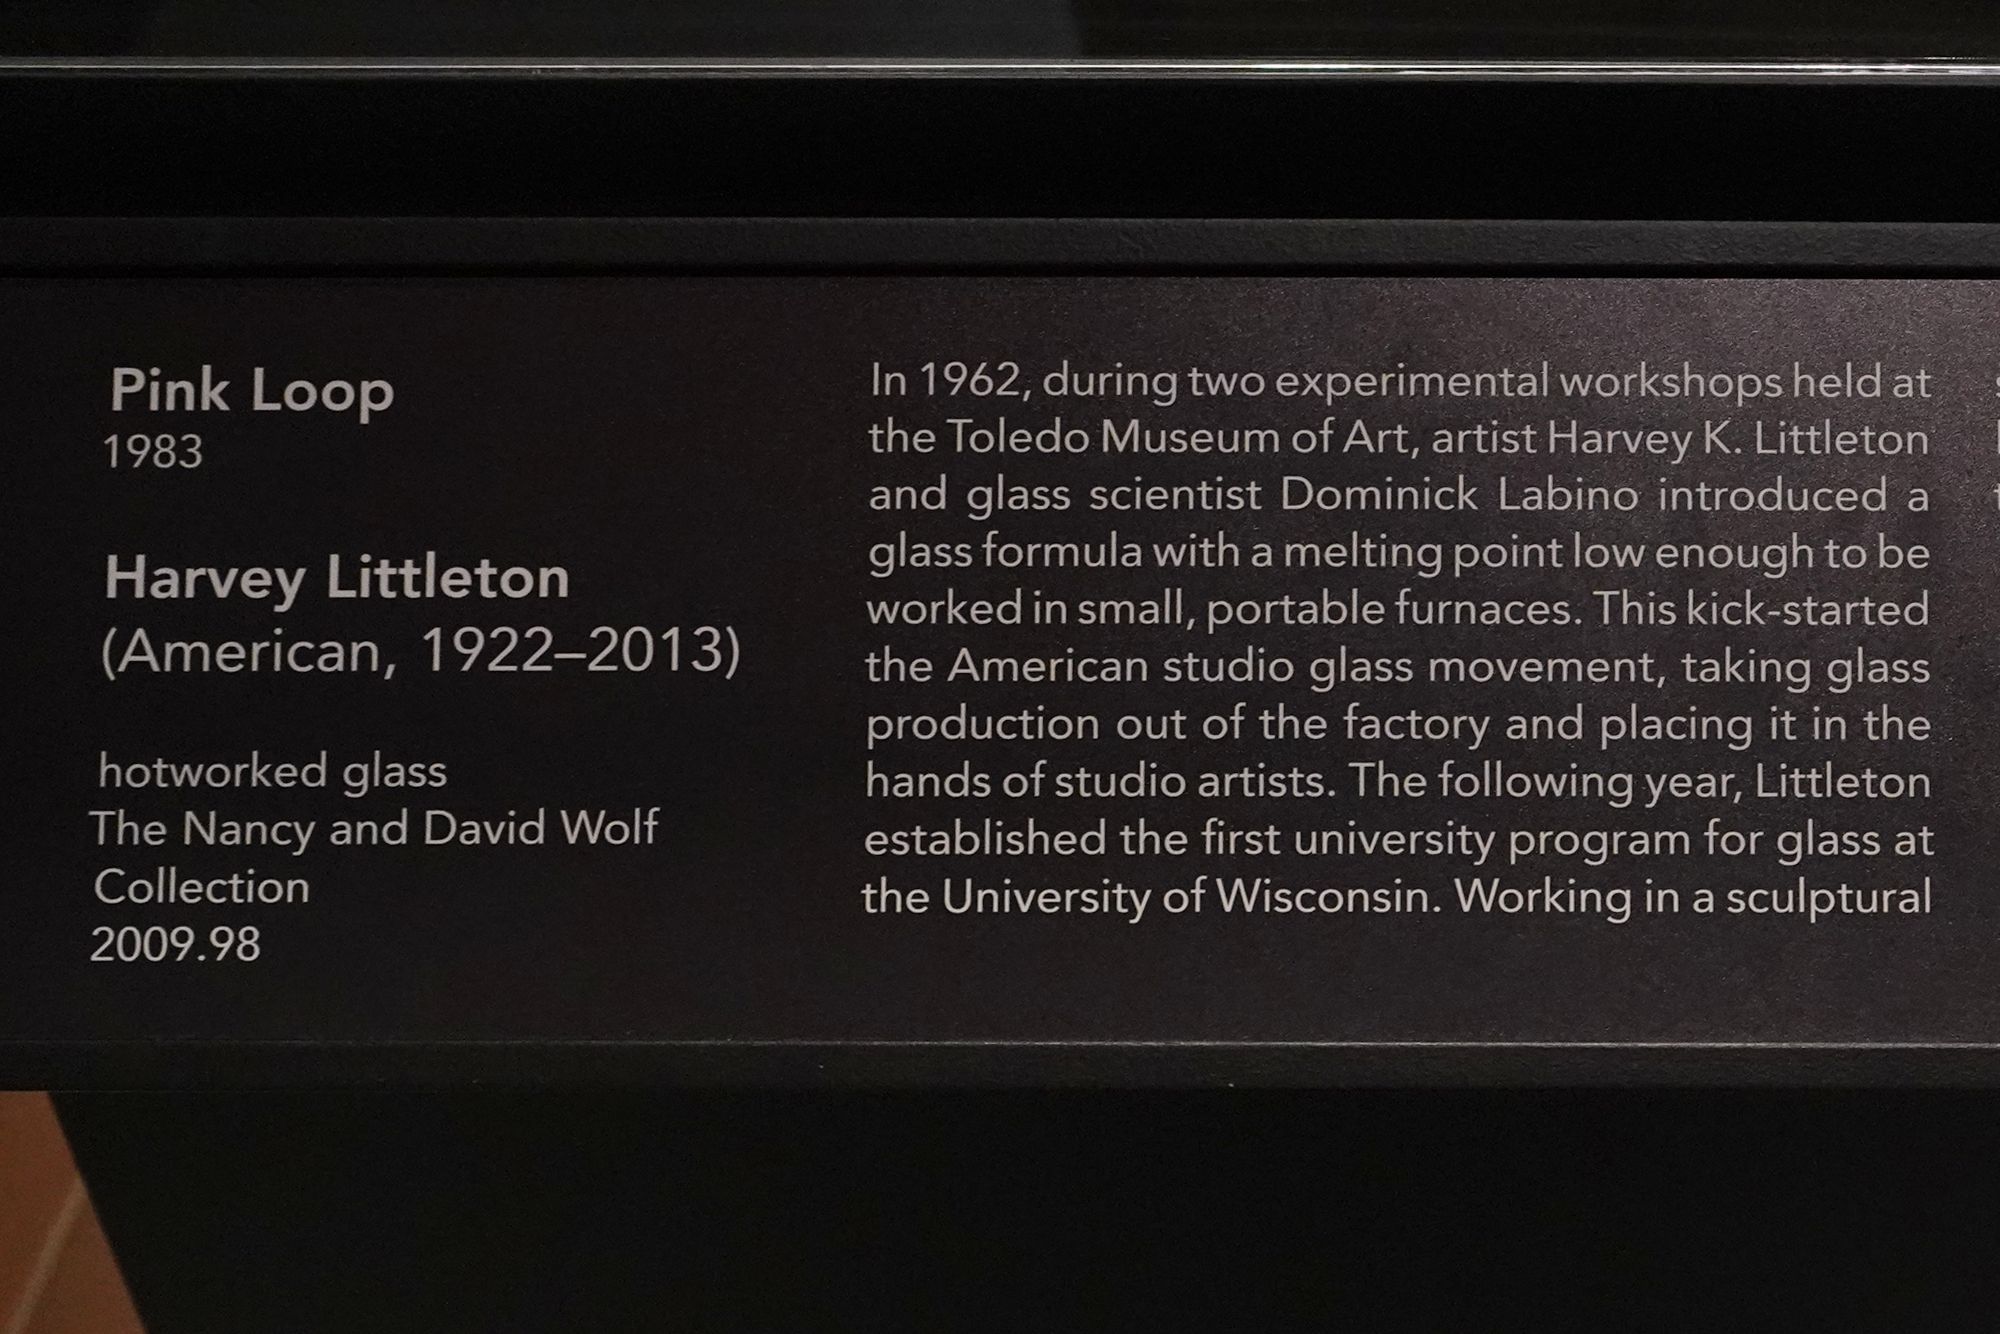 Pink Loop
1983
Harvey Littleton
(American, 1922–2013)
hotworked glass
The Nancy and David Wolf
Collection
2009.98
In 1962, during two experimental workshops held at
the Toledo Museum of Art, artist Harvey K. Littleton
and glass scientist Dominick Labino introduced a
glass formula with a melting point low enough to be
worked in small, portable furnaces. This kick-started
the American studio glass movement, taking glass
production out of the factory and placing it in the
hands of studio artists. The following year, Littleton
established the first university program for glass at
the University of Wisconsin. Working in a sculptural